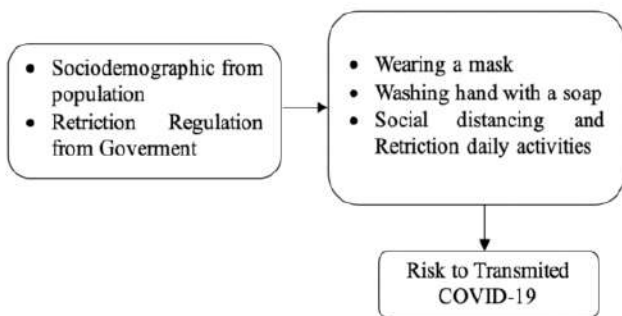 • Sociodemographic from
population
• Retriction Regulation
from Goverment
• Wearing a mask
• Washing hand with a soap
• Social distancing and
Retriction daily activities
Risk to Transmited
COVID-19